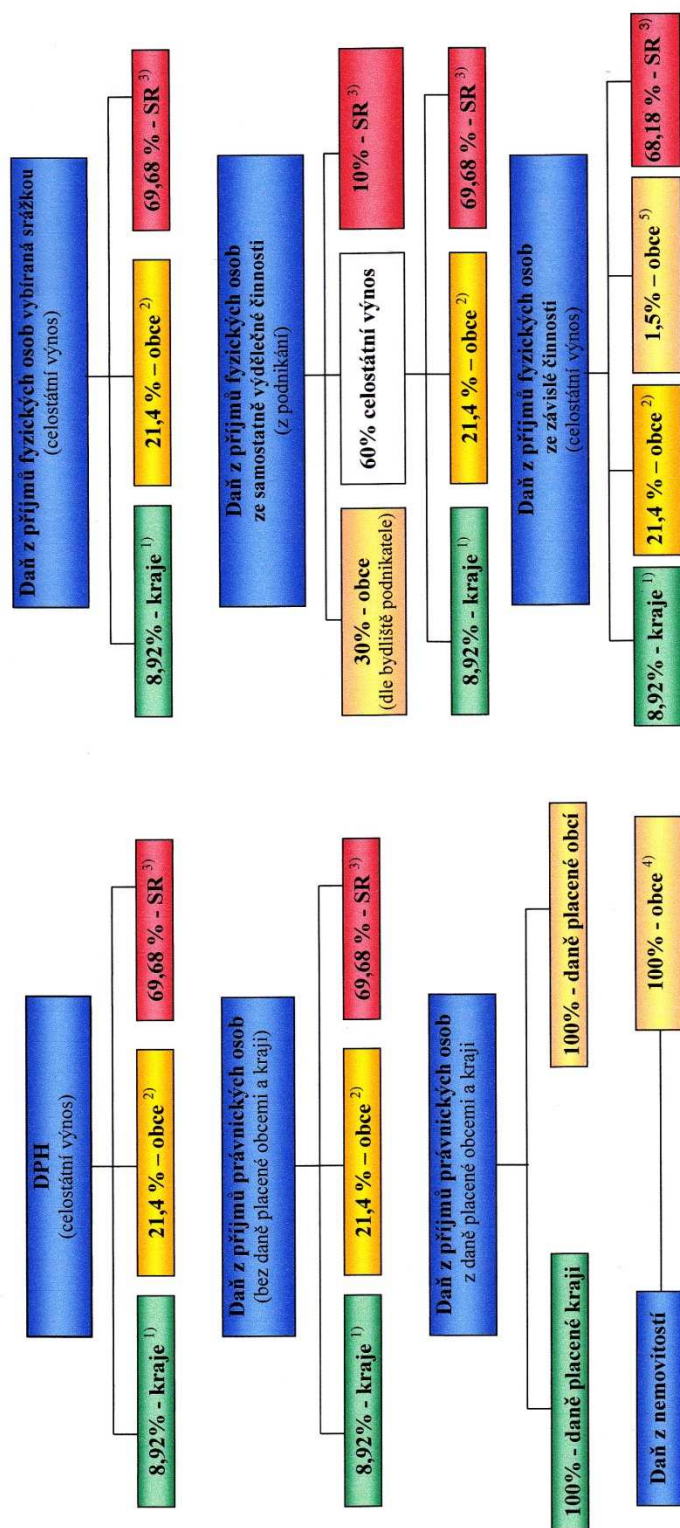 DPH
(celostátní výnos)
8,92% - kraje 1)
21,4 % – obce 2)
69,68 % - SR 3)
Daň z příjmů právnických osob
(bez daně placené obcemi a kraji)
8,92% - kraje 1)
21,4 % – obce 2)
69,68 % - SR 3)
Daň z příjmů právnických osob
z daně placené obcemi a kraji
100% - daně placené kraji
100% - daně placené obcí
Daň z nemovitostí
100% - obce 4)
Daň z příjmů fyzických osob vybíraná srážkou
(celostátní výnos)
8,92% - kraje 1)
21,4 % – obce 2)
69,68 % - SR 3)
Daň z příjmů fyzických osob
ze samostatně výdělečné činnosti
(z podnikání)
30% - obce
(dle bydliště podnikatele)
60% celostátní výnos
10% - SR 3)
8,92% - kraje 1)
21,4 % – obce 2)
69,68 % - SR 3)
Daň z příjmů fyzických osob
ze závislé činnosti
(celostátní výnos)
8,92% - kraje 1)
21,4 % – obce 2)
1,5% – obce 5)
68,18 % - SR 3)